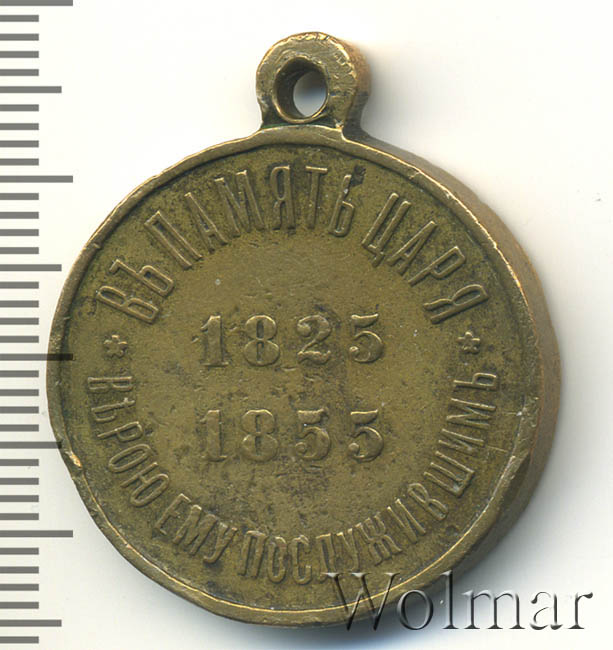 ВЪ ПАМЯТЬ ЦАРЯ
1825
1855
ВѢРОЮ ЕМУ ПОСЛУЖИВШИМЪ
Wolmar